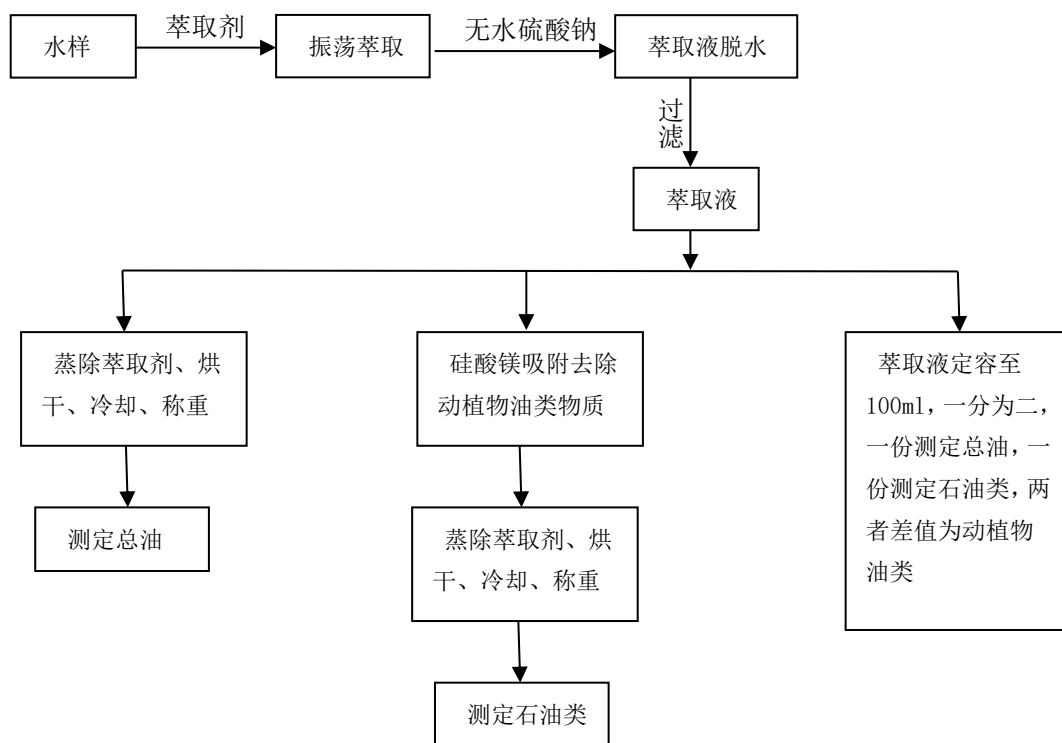 水样
萃取剂
振荡萃取
无水硫酸钠
萃取液脱水
过滤
萃取液
蒸除萃取剂、烘
干、冷却、称重
硅酸镁吸附去除
动植物油类物质
萃取液定容至
100ml，一分为二，
一份测定总油，一
份测定石油类，两
者差值为动植物
油类
测定总油
蒸除萃取剂、烘
干、冷却、称重
测定石油类